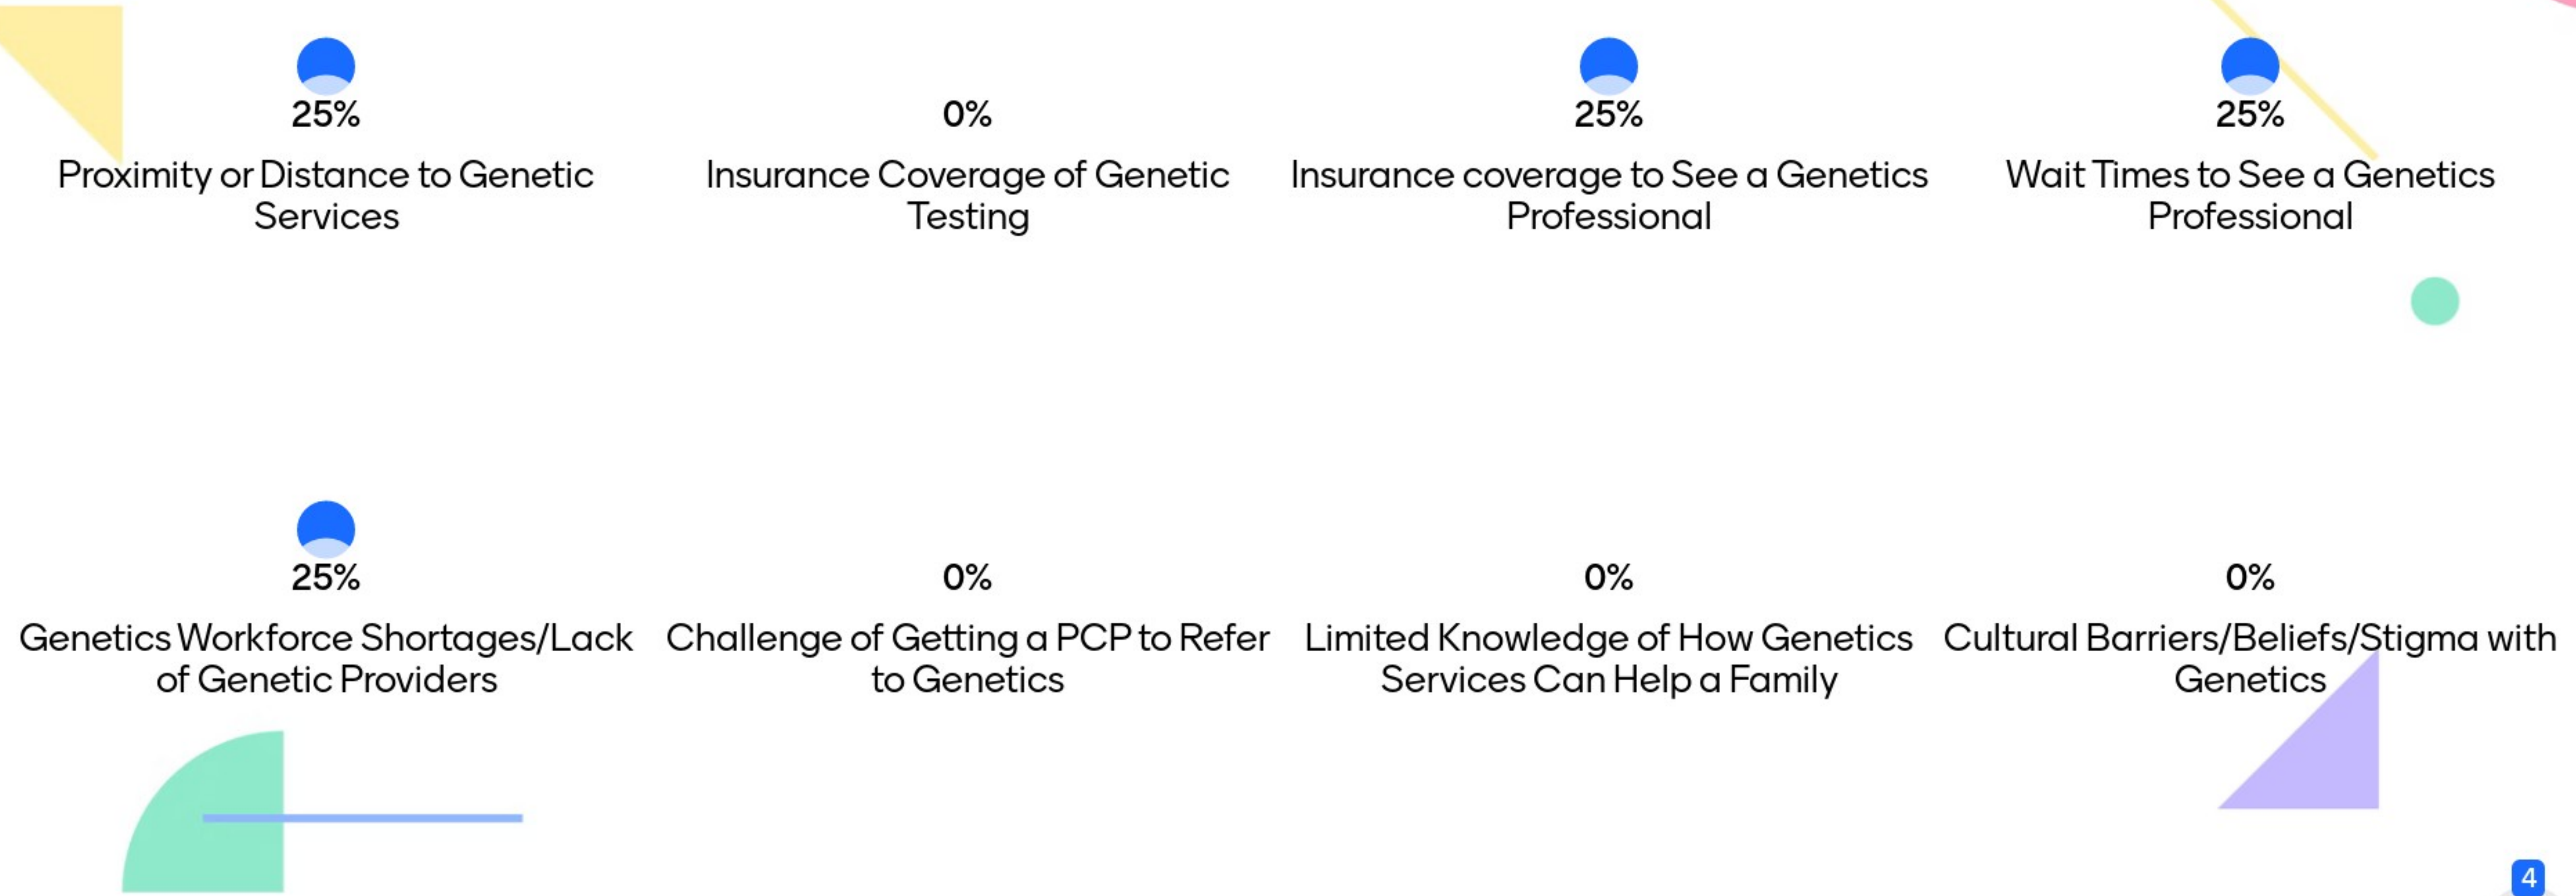 25%
Proximity or Distance to Genetic
Services
0%
Insurance Coverage of Genetic
Testing
25%
Insurance coverage to See a Genetics
Professional
25%
Wait Times to See a Genetics
Professional
25%
Genetics Workforce Shortages/Lack
of Genetic Providers
0%
Challenge of Getting a PCP to Refer
to Genetics
0%
Limited Knowledge of How Genetics
Services Can Help a Family
0%
Cultural Barriers/Beliefs/Stigma with
Genetics
4